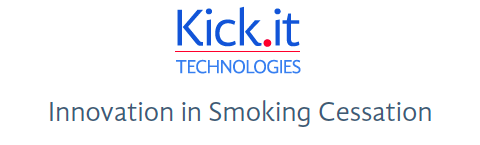 Kick.it
TECHNOLOGIES
Innovation in Smoking Cessation